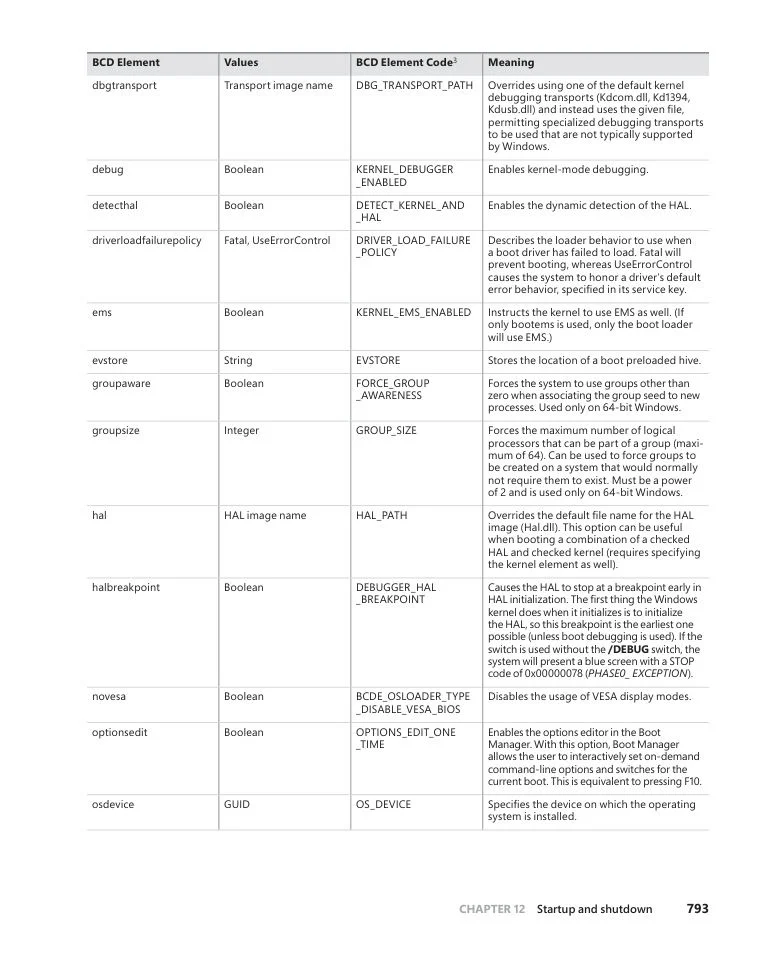 BCD Element Values BCD Element Code3 Meaning
dbgtransport Transport image name DBG_TRANSPORT_PATH Overrides using one of the default kernel
debugging transports (Kdcom.dll, Kd1394,
Kdusb.dll) and instead uses the given file,
permitting specialized debugging transports
to be used that are not typically supported
by Windows.
debug Boolean KERNEL_DEBUGGER Enables kernel-mode debugging.
_ENABLED
detecthal Boolean DETECT_KERNEL_AND Enables the dynamic detection of the HAL.
_HAL
driverloadfailurepolicy Fatal, UseErrorControl DRIVER_LOAD_FAILURE Describes the loader behavior to use when
_POLICY a boot driver has failed to load. Fatal will
prevent booting, whereas UseErrorControl
causes the system to honor a driver's default
error behavior, specified in its service key.
ems Boolean KERNEL_EMS_ENABLED Instructs the kernel to use EMS as well. (If
only bootems is used, only the boot loader
will use EMS.)
evstore String EVSTORE Stores the location of a boot preloaded hive.
groupaware Boolean FORCE_GROUP Forces the system to use groups other than
_AWARENESS zero when associating the group seed to new
processes. Used only on 64-bit Windows.
groupsize Integer GROUP_SIZE Forces the maximum number of logical
processors that can be part of a group (maxi-
mum of 64). Can be used to force groups to
be created on a system that would normally
not require them to exist. Must be a power
of 2 and is used only on 64-bit Windows.
hal HAL image name HAL_PATH Overrides the default file name for the HAL
image (Hal.dll). This option can be useful
when booting a combination of a checked
HAL and checked kernel (requires specifying
the kernel element as well).
halbreakpoint Boolean DEBUGGER_HAL Causes the HAL to stop at a breakpoint early in
_BREAKPOINT HAL initialization. The first thing the Windows
kernel does when it initializes is to initialize
the HAL, so this breakpoint is the earliest one
possible (unless boot debugging is used). If the
switch is used without the /DEBUG switch, the
system will present a blue screen with a STOP
code of 0x00000078 (PHASE0_ EXCEPTION).
novesa Boolean BCDE_OSLOADER_TYPE Disables the usage of VESA display modes.
_DISABLE_VESA_BIOS
optionsedit Boolean OPTIONS_EDIT_ONE Enables the options editor in the Boot
_TIME Manager. With this option, Boot Manager
allows the user to interactively set on-demand
command-line options and switches for the
current boot. This is equivalent to pressing F10.
osdevice GUID OS_DEVICE Specifies the device on which the operating
system is installed.
CHAPTER 12 Startup and shutdown 793